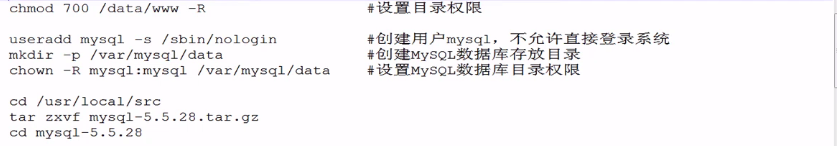 chmod 700 /data/www -R #设置目录权限
useradd mysql -s /sbin/nologin #创建用户mysql，不允许直接登录系统
mkdir -p /var/mysql/data #创建MySQL数据库存放目录
chown -R mysql:mysql /var/mysql/data #设置MySQL数据库目录权限
cd /usr/local/src
tar zxvf mysql-5.5.28.tar.gz
cd mysql-5.5.28